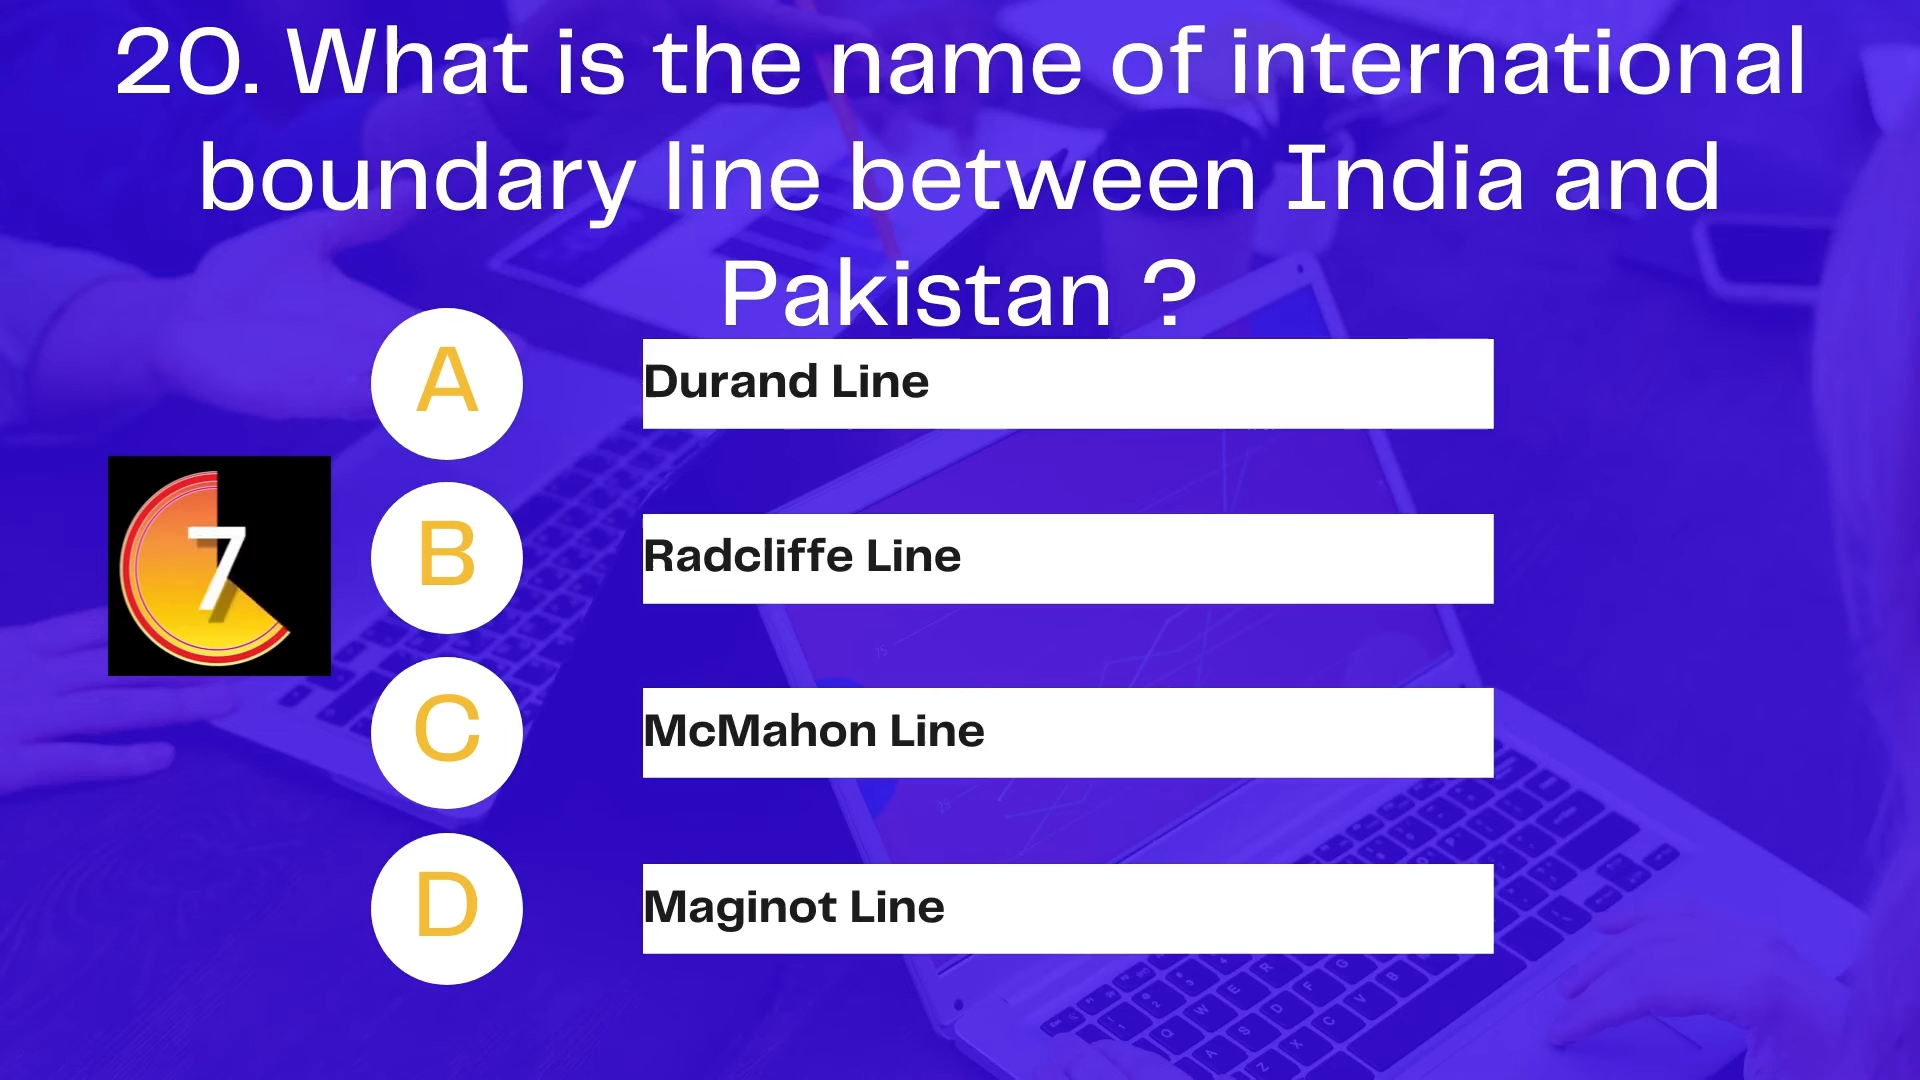 20. What is the name of international
boundary line between India and
Pakistan ?
A
Durand Line
7
B
Radcliffe Line
C
McMahon Line
D
Maginot Line